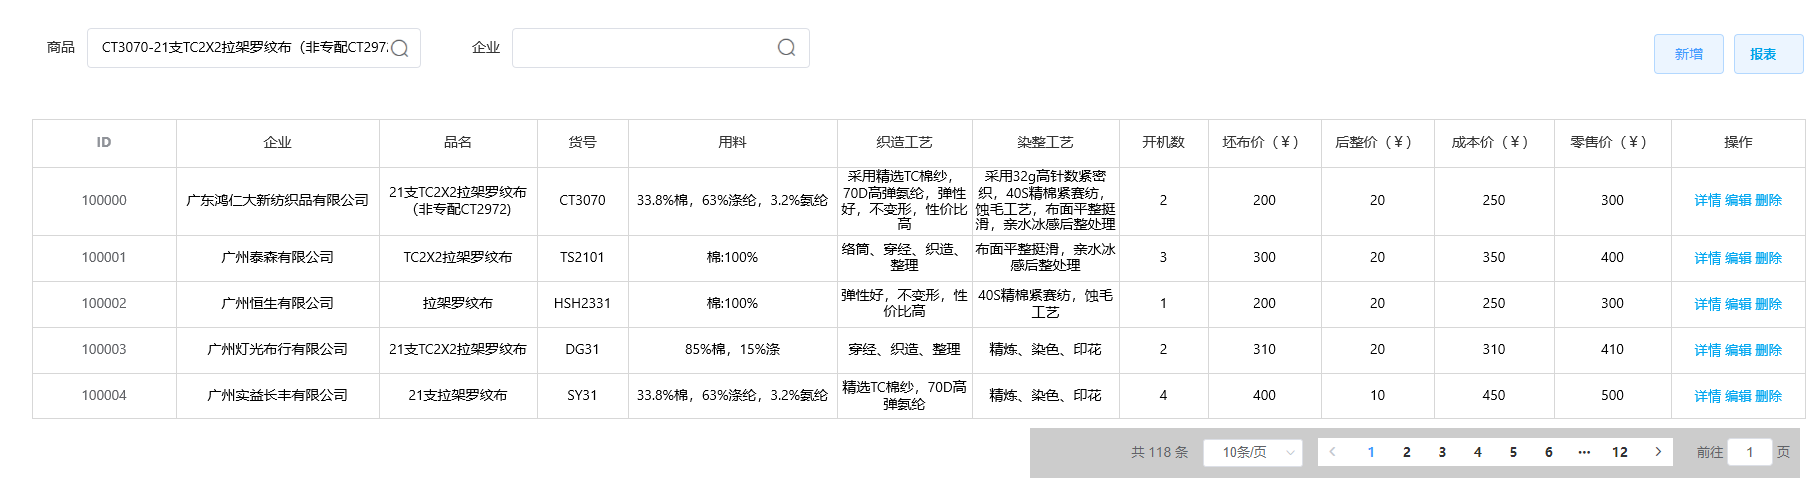 商品 CT3070-21支TC2X2拉架罗纹布（非专配CT297 企业
新增 报表
ID 企业 品名 货号 用料 织造工艺 染整工艺 开机数 坯布价（￥） 后整价（￥） 成本价（￥） 零售价（￥） 操作
100000 广东鸿仁大新纺织品有限公司 21支TC2X2拉架罗纹布（非专配CT2972) CT3070 33.8%棉，63%涤纶，3.2%氨纶 采用精选TC棉纱，70D高弹氨纶，弹性好，不变形，性价比高 采用32g高针数紧密织，40S精棉紧赛纺，蚀毛工艺，布面平整挺滑，亲水冰感后整处理 2 200 20 250 300 详情 编辑 删除
100001 广州泰森有限公司 TC2X2拉架罗纹布 TS2101 棉:100% 络筒、穿经、织造、整理 布面平整挺滑，亲水冰感后整处理 3 300 20 350 400 详情 编辑 删除
100002 广州恒生有限公司 拉架罗纹布 HSH2331 棉:100% 弹性好，不变形，性价比高 40S精棉紧赛纺，蚀毛工艺 1 200 20 250 300 详情 编辑 删除
100003 广州灯光布行有限公司 21支TC2X2拉架罗纹布 DG31 85%棉，15%涤 穿经、织造、整理 精炼、染色、印花 2 310 20 310 410 详情 编辑 删除
100004 广州实益长丰有限公司 21支拉架罗纹布 SY31 33.8%棉，63%涤纶，3.2%氨纶 精选TC棉纱，70D高弹氨纶 精炼、染色、印花 4 400 10 450 500 详情 编辑 删除
共 118 条 10条/页 1 2 3 4 5 6 ··· 12 前往 1 页